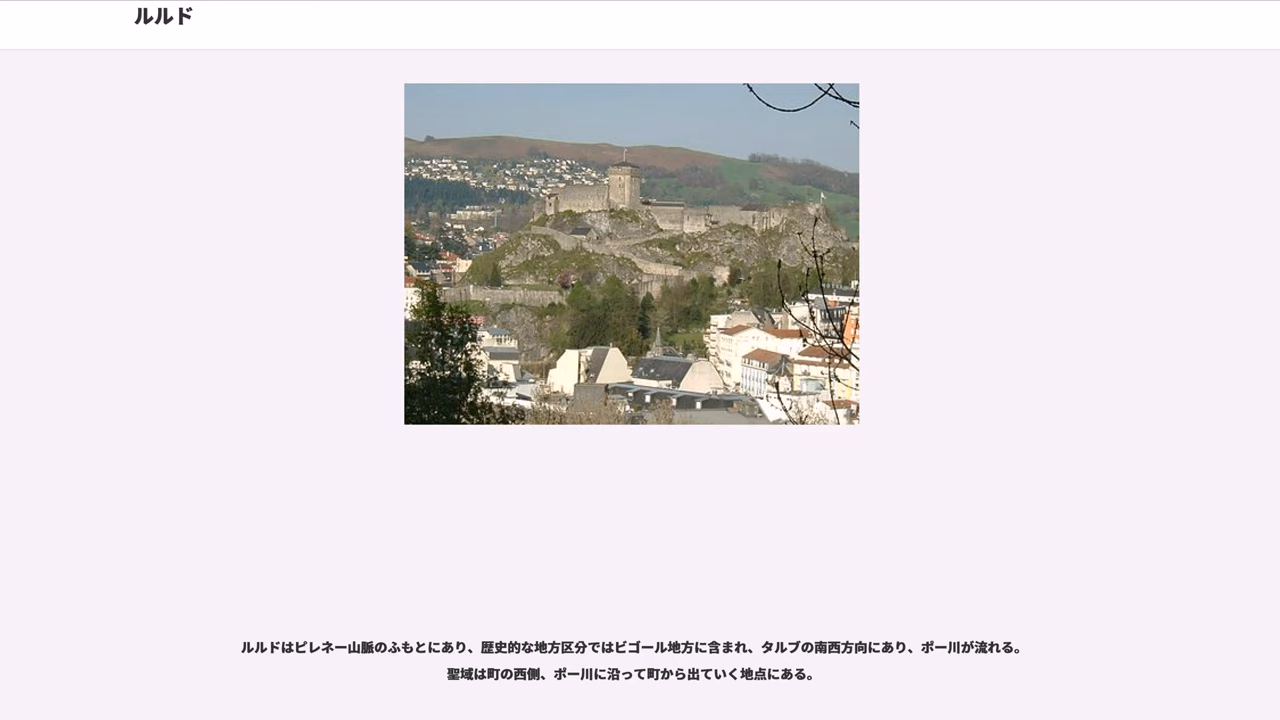 ルルド
ルルドはピレネー山脈のふもとにあり、歴史的な地方区分ではビゴール地方に含まれ、タルブの南西方向にあり、ポー川が流れる。
聖域は町の西側、ポー川に沿って町から出ていく地点にある。